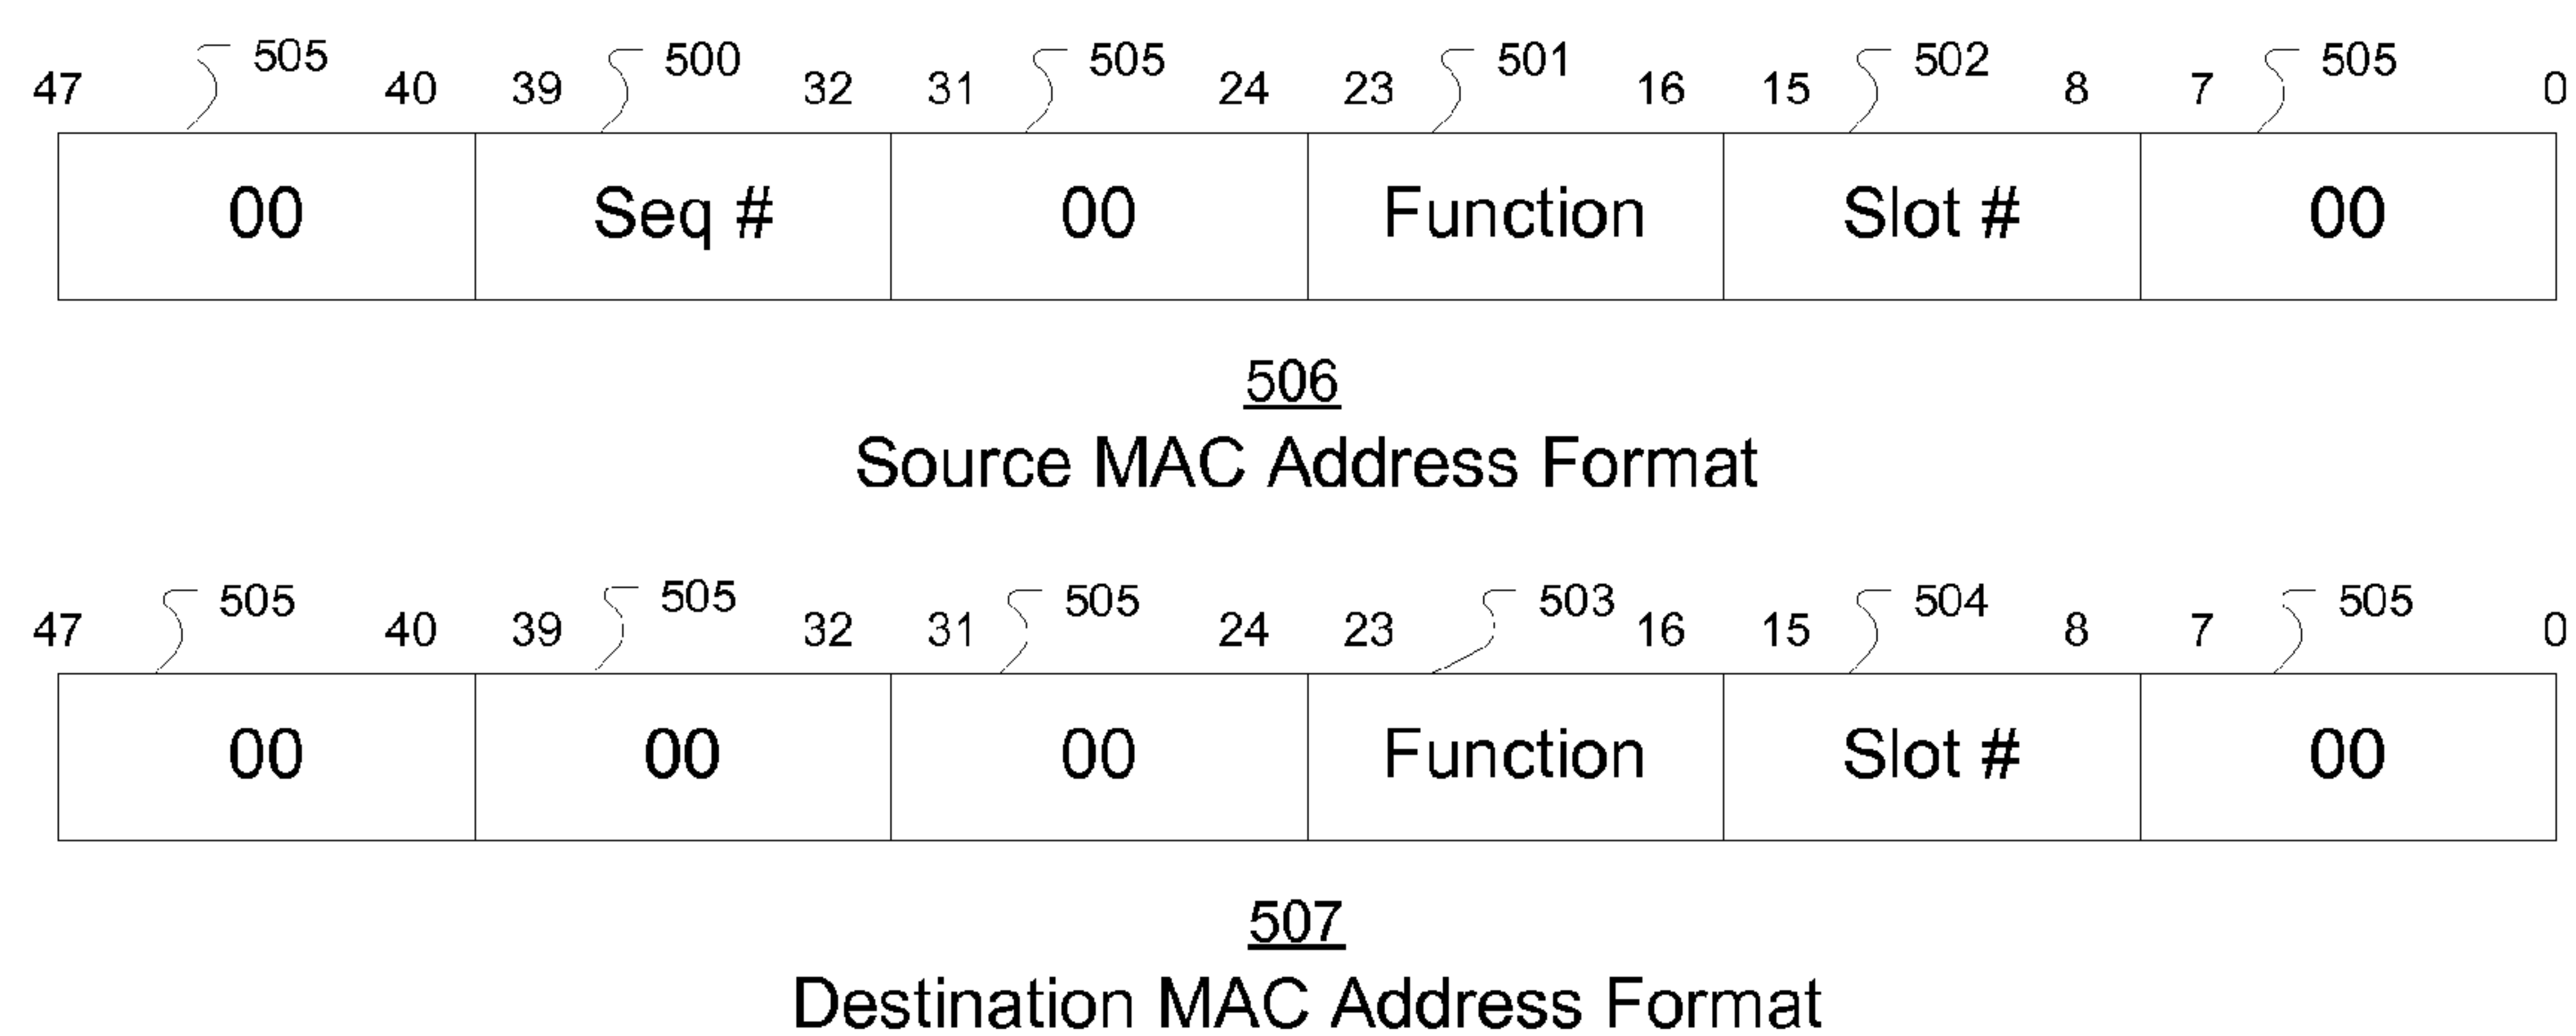 505 500 505 501 502 505
47 40 39 32 31 24 23 16 15 8 7 0
00 Seq # 00 Function Slot # 00
506
Source MAC Address Format
505 505 505 503 504 505
47 40 39 32 31 24 23 16 15 8 7 0
00 00 00 Function Slot # 00
507
Destination MAC Address Format